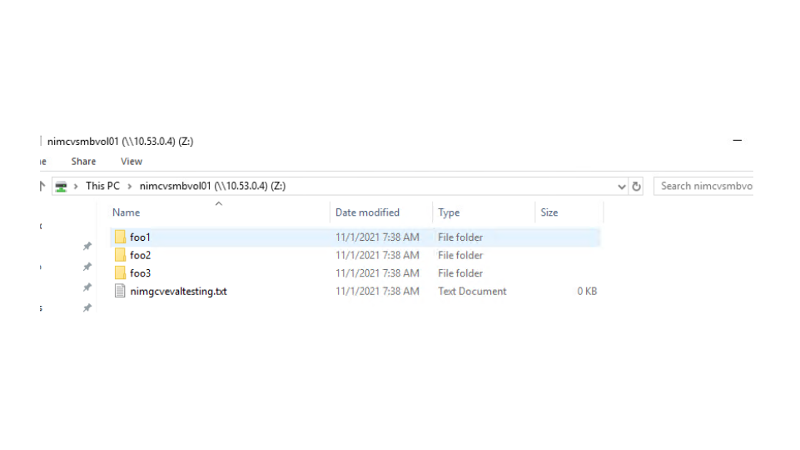 nimcvsmbvol01 (\\10.53.0.4) (Z:)
Share View
This PC > nimcvsmbvol01 (\\10.53.0.4) (Z:) Search nimcvsmbvo
Name Date modified Type Size
foo1 11/1/2021 7:38 AM File folder
foo2 11/1/2021 7:38 AM File folder
foo3 11/1/2021 7:38 AM File folder
nimgcvevaltesting.txt 11/1/2021 7:38 AM Text Document 0 KB